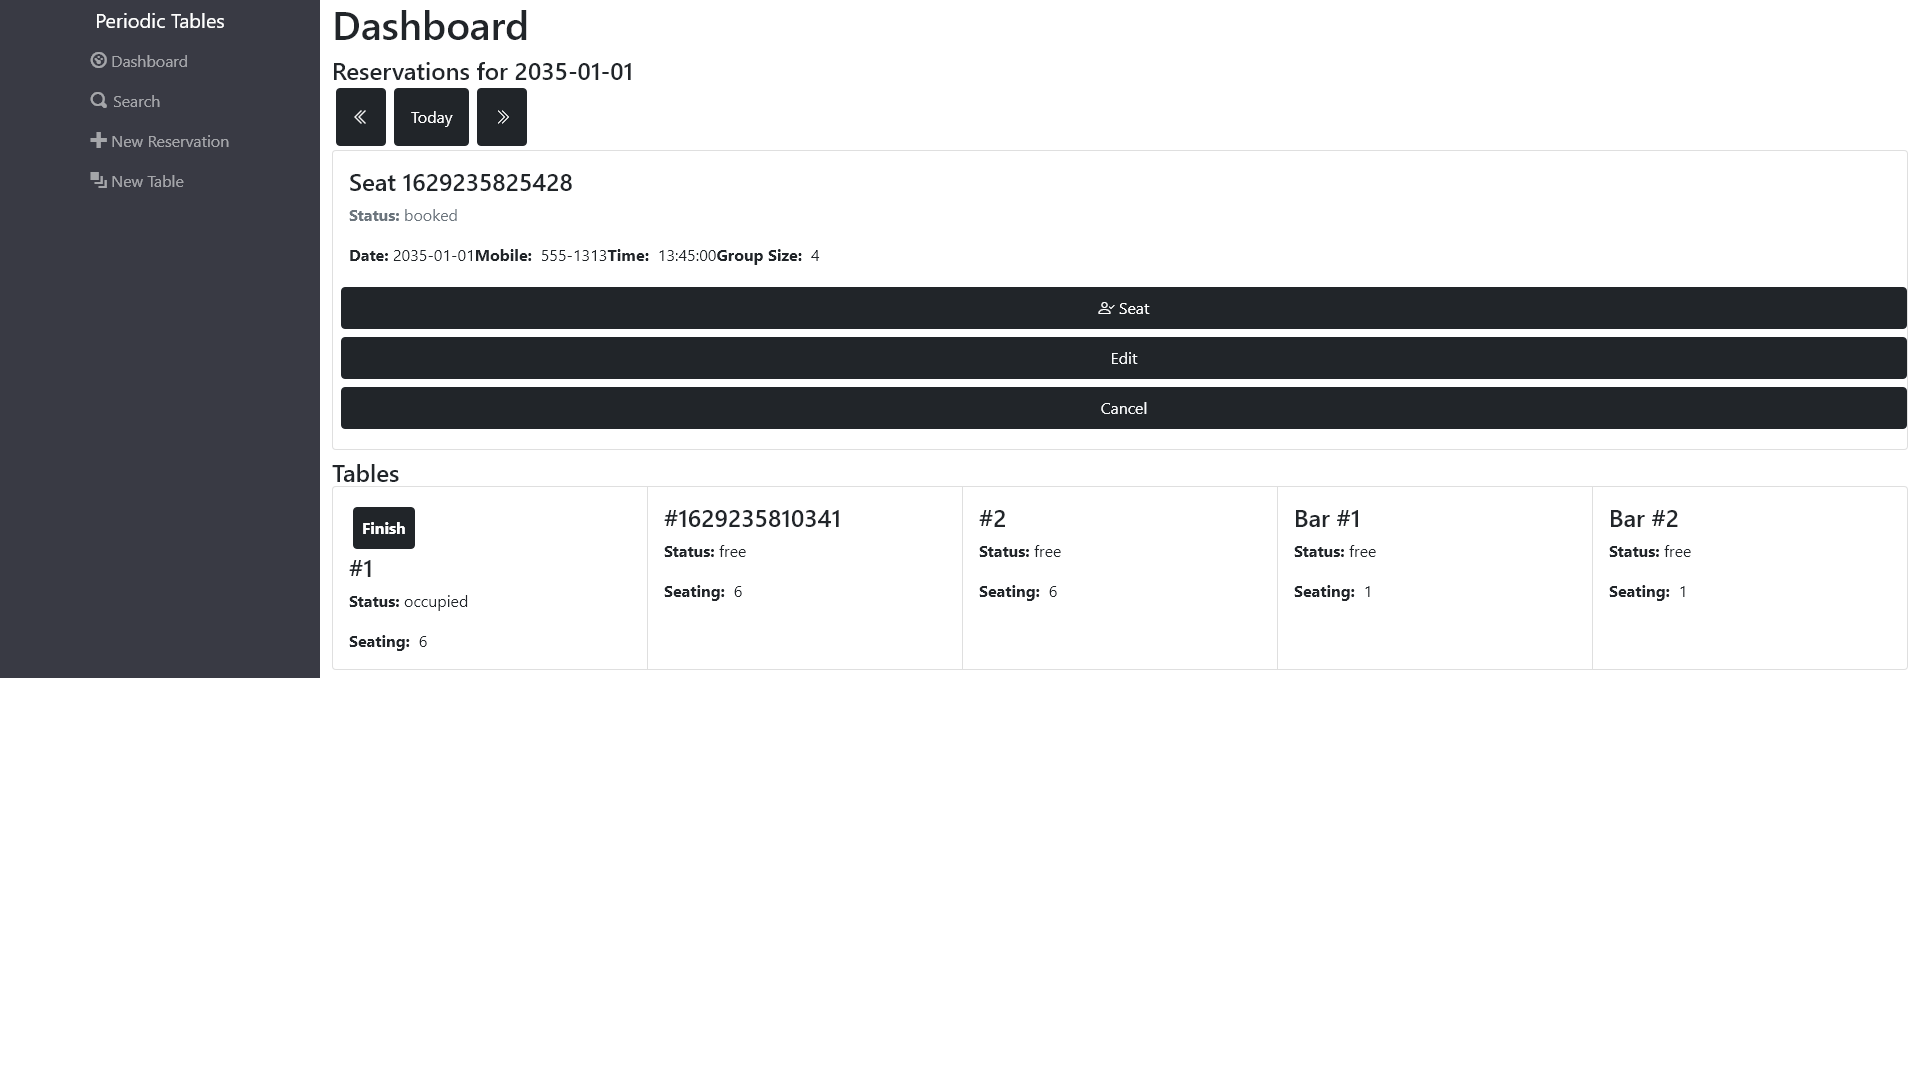 Periodic Tables
Dashboard
Search
New Reservation
New Table
Dashboard
Reservations for 2035-01-01
Today
Seat 1629235825428
Status: booked
Date: 2035-01-01Mobile: 555-1313Time: 13:45:00Group Size: 4
Seat
Edit
Cancel
Tables
Finish
#1
Status: occupied
Seating: 6
#1629235810341
Status: free
Seating: 6
#2
Status: free
Seating: 6
Bar #1
Status: free
Seating: 1
Bar #2
Status: free
Seating: 1